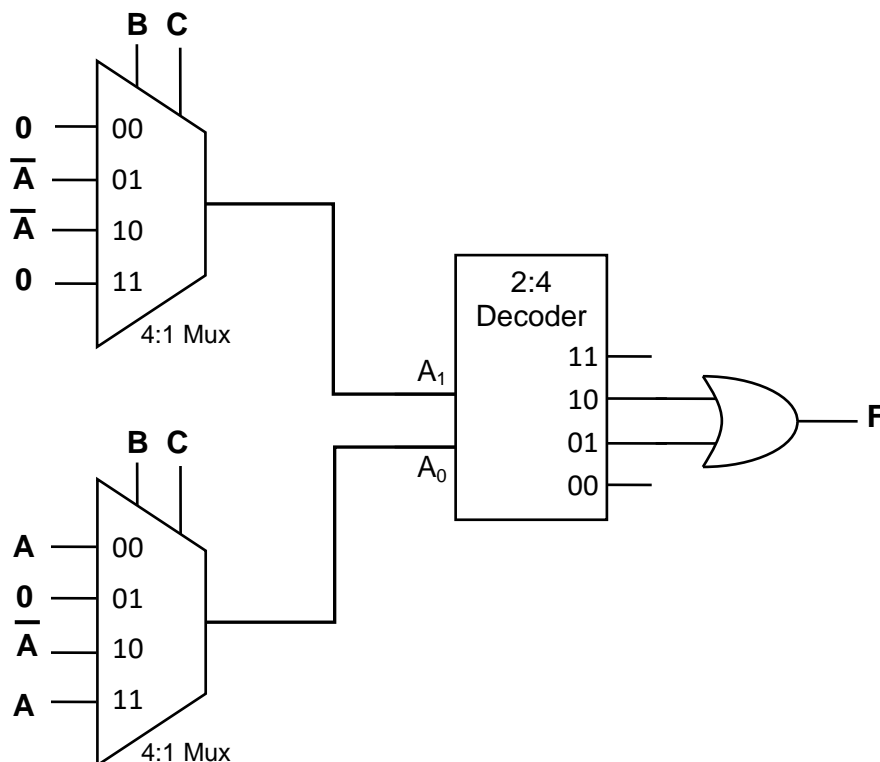 B C
0 00
A̅ 01
A̅ 10
0 11
4:1 Mux
2:4
Decoder
11
A₁
10
F
01
A₀
00
B C
A 00
0 01
A̅ 10
A 11
4:1 Mux